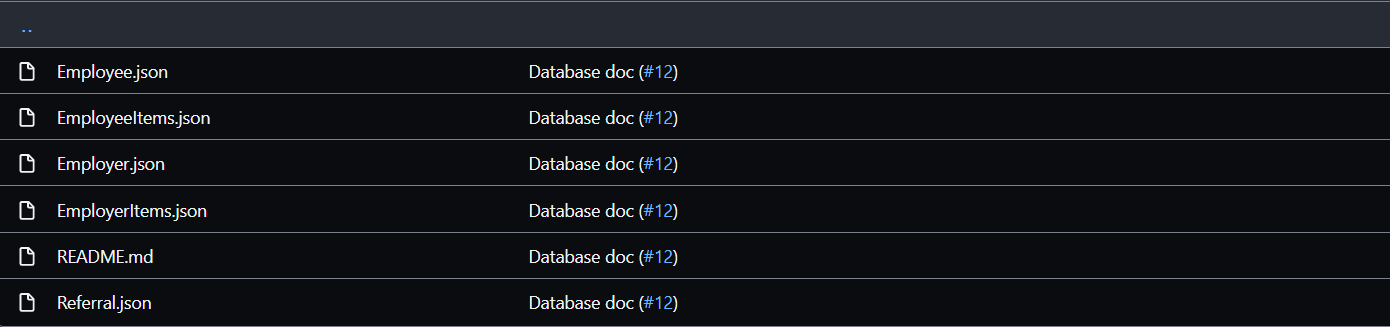 ..
Employee.json Database doc (#12)
EmployeeItems.json Database doc (#12)
Employer.json Database doc (#12)
EmployerItems.json Database doc (#12)
README.md Database doc (#12)
Referral.json Database doc (#12)